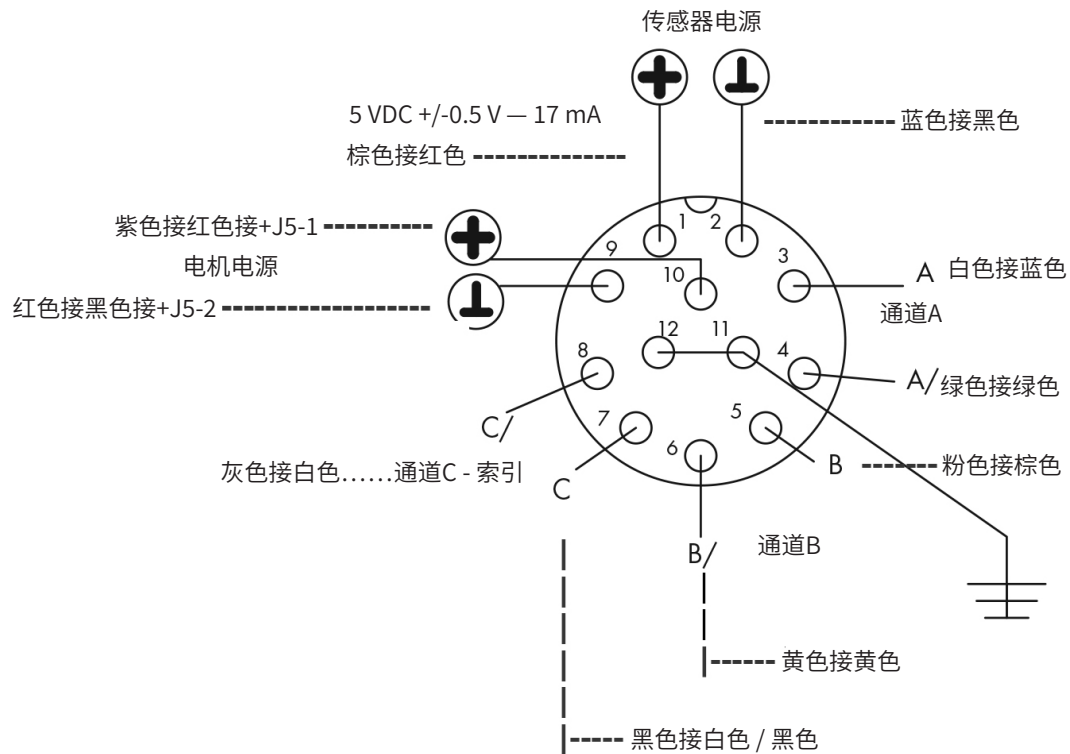 传感器电源
5 VDC +/-0.5 V — 17 mA
蓝色接黑色
棕色接红色
紫色接红色接+J5-1
电机电源
红色接黑色接+J5-2
1
2
9
3
10
A 白色接蓝色
通道A
12
11
8
4
A/ 绿色接绿色
7
5
6
C/
B
粉色接棕色
灰色接白色……通道C - 索引
C
B/
通道B
黄色接黄色
黑色接白色 / 黑色